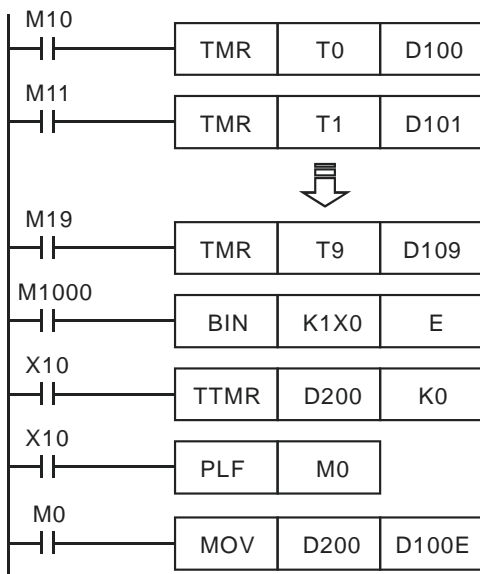 M10
TMR T0 D100
M11
TMR T1 D101
M19
TMR T9 D109
M1000
BIN K1X0 E
X10
TTMR D200 K0
X10
PLF M0
M0
MOV D200 D100E